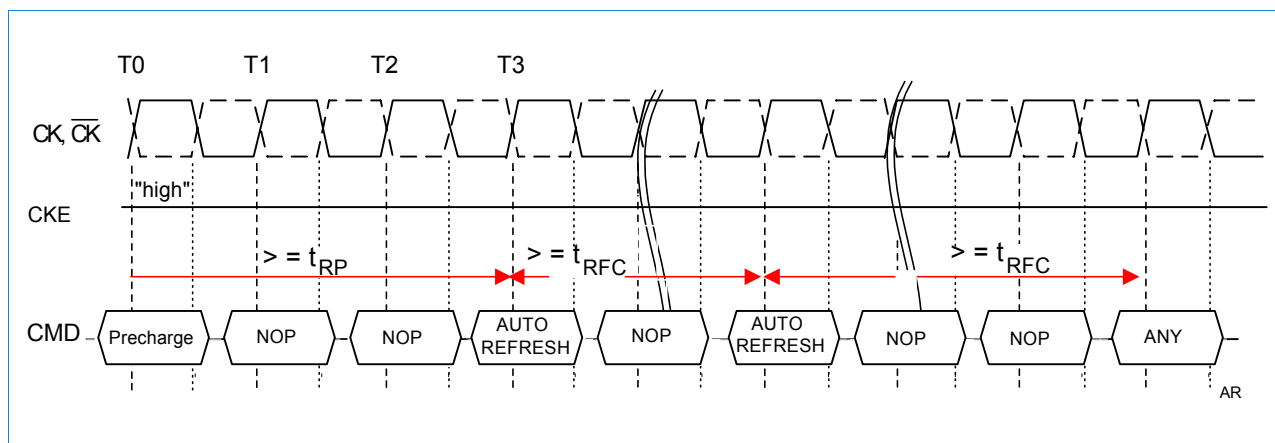 T0 T1 T2 T3
CK, C̅K̅
"high"
CKE
> = tRP > = tRFC > = tRFC
CMD Precharge NOP NOP AUTO REFRESH NOP AUTO REFRESH NOP NOP ANY
AR